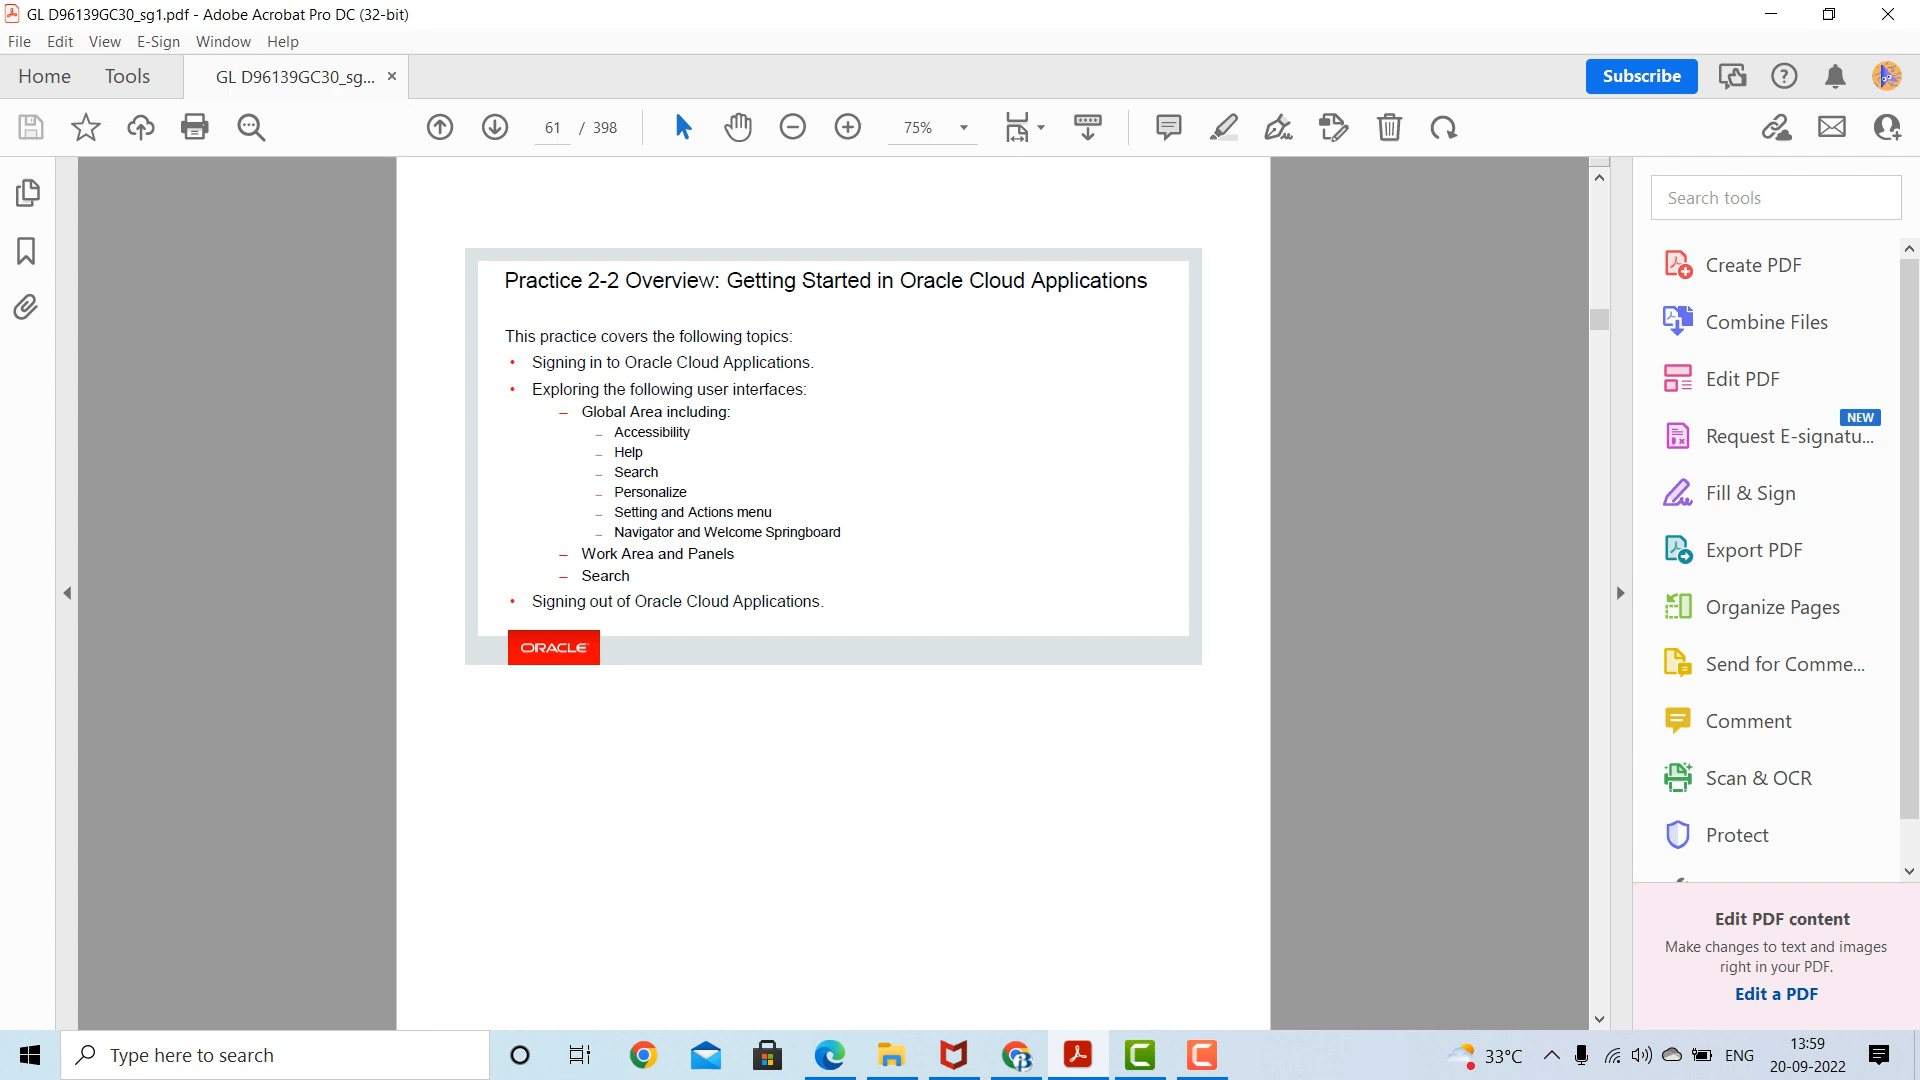 GL D96139GC30_sg1.pdf - Adobe Acrobat Pro DC (32-bit)
File Edit View E-Sign Window Help
Home Tools GL D96139GC30_sg... × Subscribe
61 / 398 75%
Search tools
Create PDF
Combine Files
Edit PDF
NEW
Request E-signatu...
Fill & Sign
Export PDF
Organize Pages
Send for Comme...
Comment
Scan & OCR
Protect
Edit PDF content
Make changes to text and images
right in your PDF.
Edit a PDF
Practice 2-2 Overview: Getting Started in Oracle Cloud Applications
This practice covers the following topics:
• Signing in to Oracle Cloud Applications.
• Exploring the following user interfaces:
– Global Area including:
– Accessibility
– Help
– Search
– Personalize
– Setting and Actions menu
– Navigator and Welcome Springboard
– Work Area and Panels
– Search
• Signing out of Oracle Cloud Applications.
ORACLE
Type here to search
33°C ENG 13:59
20-09-2022